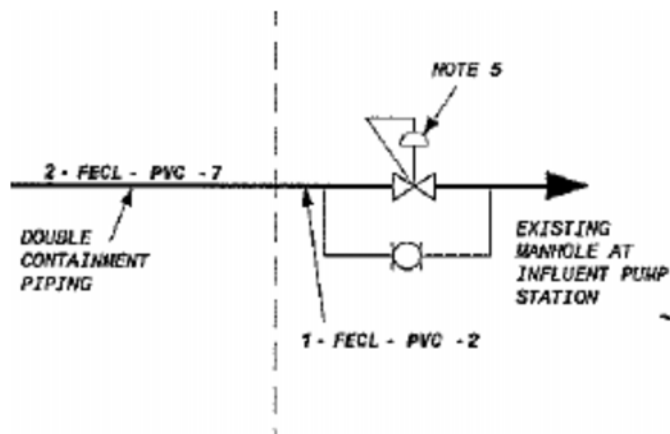 NOTE 5
2 - FECL - PVC - 7
DOUBLE
CONTAINMENT
PIPING
EXISTING
MANHOLE AT
INFLUENT PUMP
STATION
1 - FECL - PVC - 2